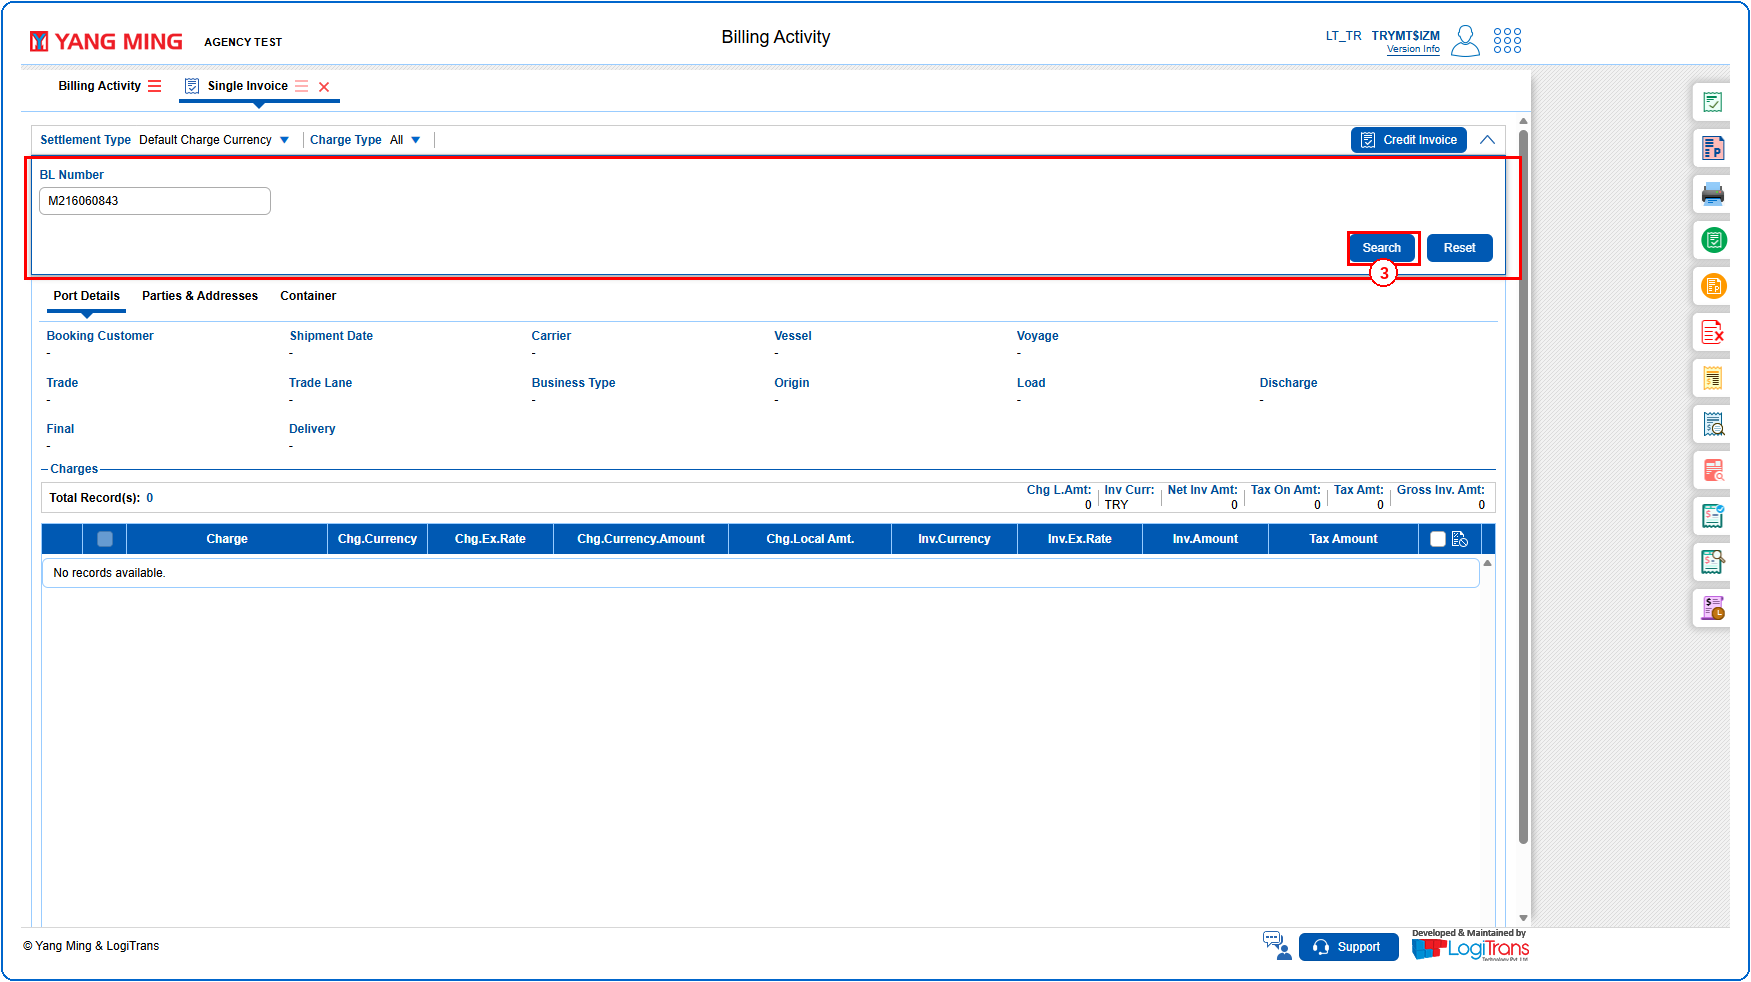 YANG MING AGENCY TEST
Billing Activity
LT_TR TRYMT$IZM
Version Info
Billing Activity
Single Invoice
Settlement Type Default Charge Currency
Charge Type All
Credit Invoice
BL Number
M216060843
Search
Reset
3
Port Details Parties & Addresses Container
Booking Customer Shipment Date Carrier Vessel Voyage
- - - - -
Trade Trade Lane Business Type Origin Load Discharge
- - - - - -
Final Delivery
- -
Charges
Total Record(s): 0
Chg L.Amt: Inv Curr: Net Inv Amt: Tax On Amt: Tax Amt: Gross Inv. Amt:
0 TRY 0 0 0 0
Charge Chg.Currency Chg.Ex.Rate Chg.Currency.Amount Chg.Local Amt. Inv.Currency Inv.Ex.Rate Inv.Amount Tax Amount
No records available.
© Yang Ming & LogiTrans
Support
Developed & Maintained by
LogiTrans
Technology Pvt. Ltd.